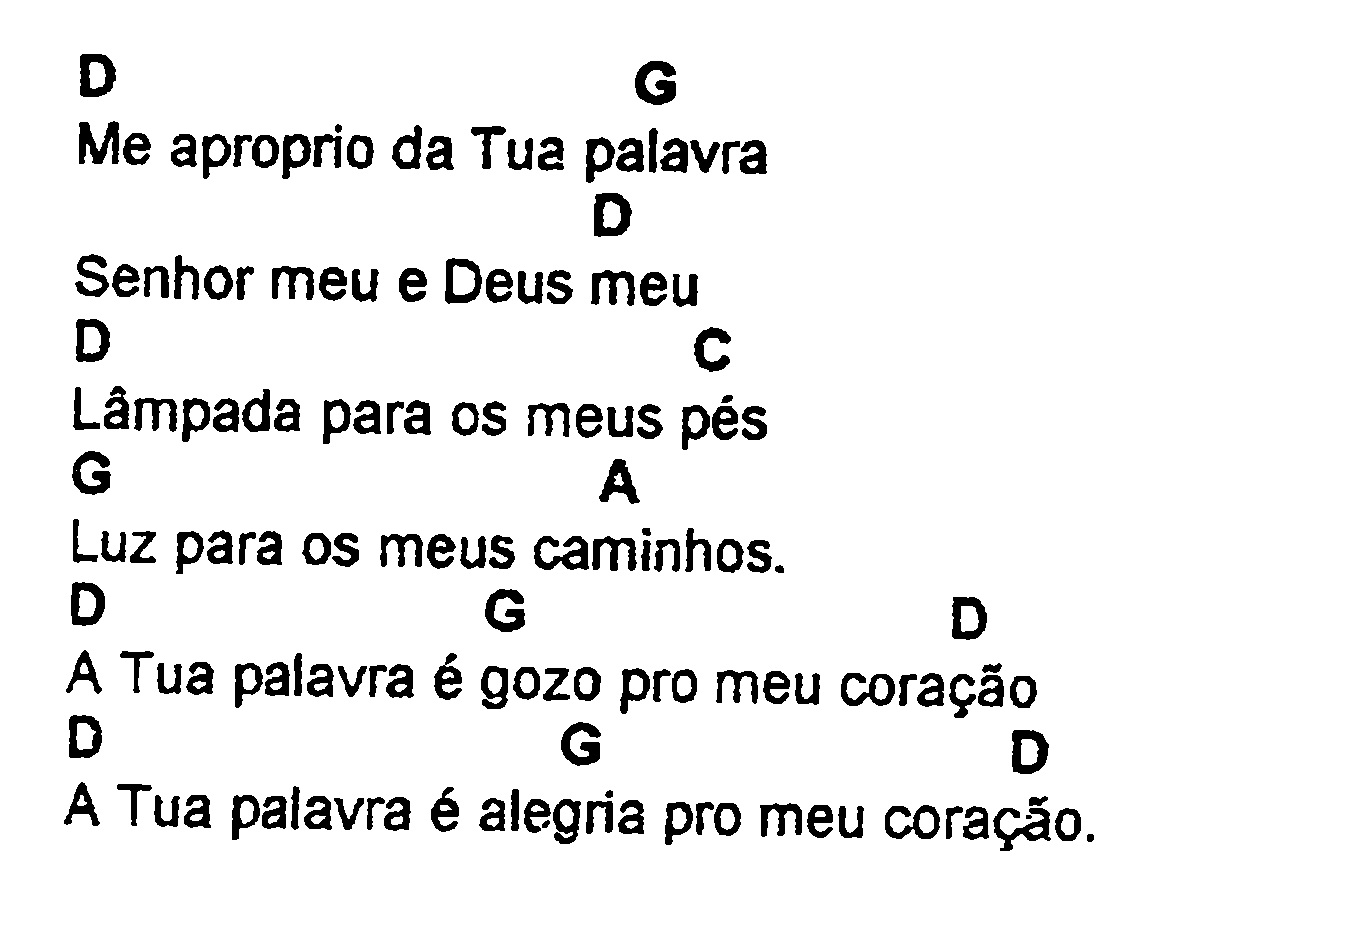 D G
Me aproprio da Tua palavra
D
Senhor meu e Deus meu
D C
Lâmpada para os meus pés
G A
Luz para os meus caminhos.
D G D
A Tua palavra é gozo pro meu coração
D G D
A Tua palavra é alegria pro meu coração.